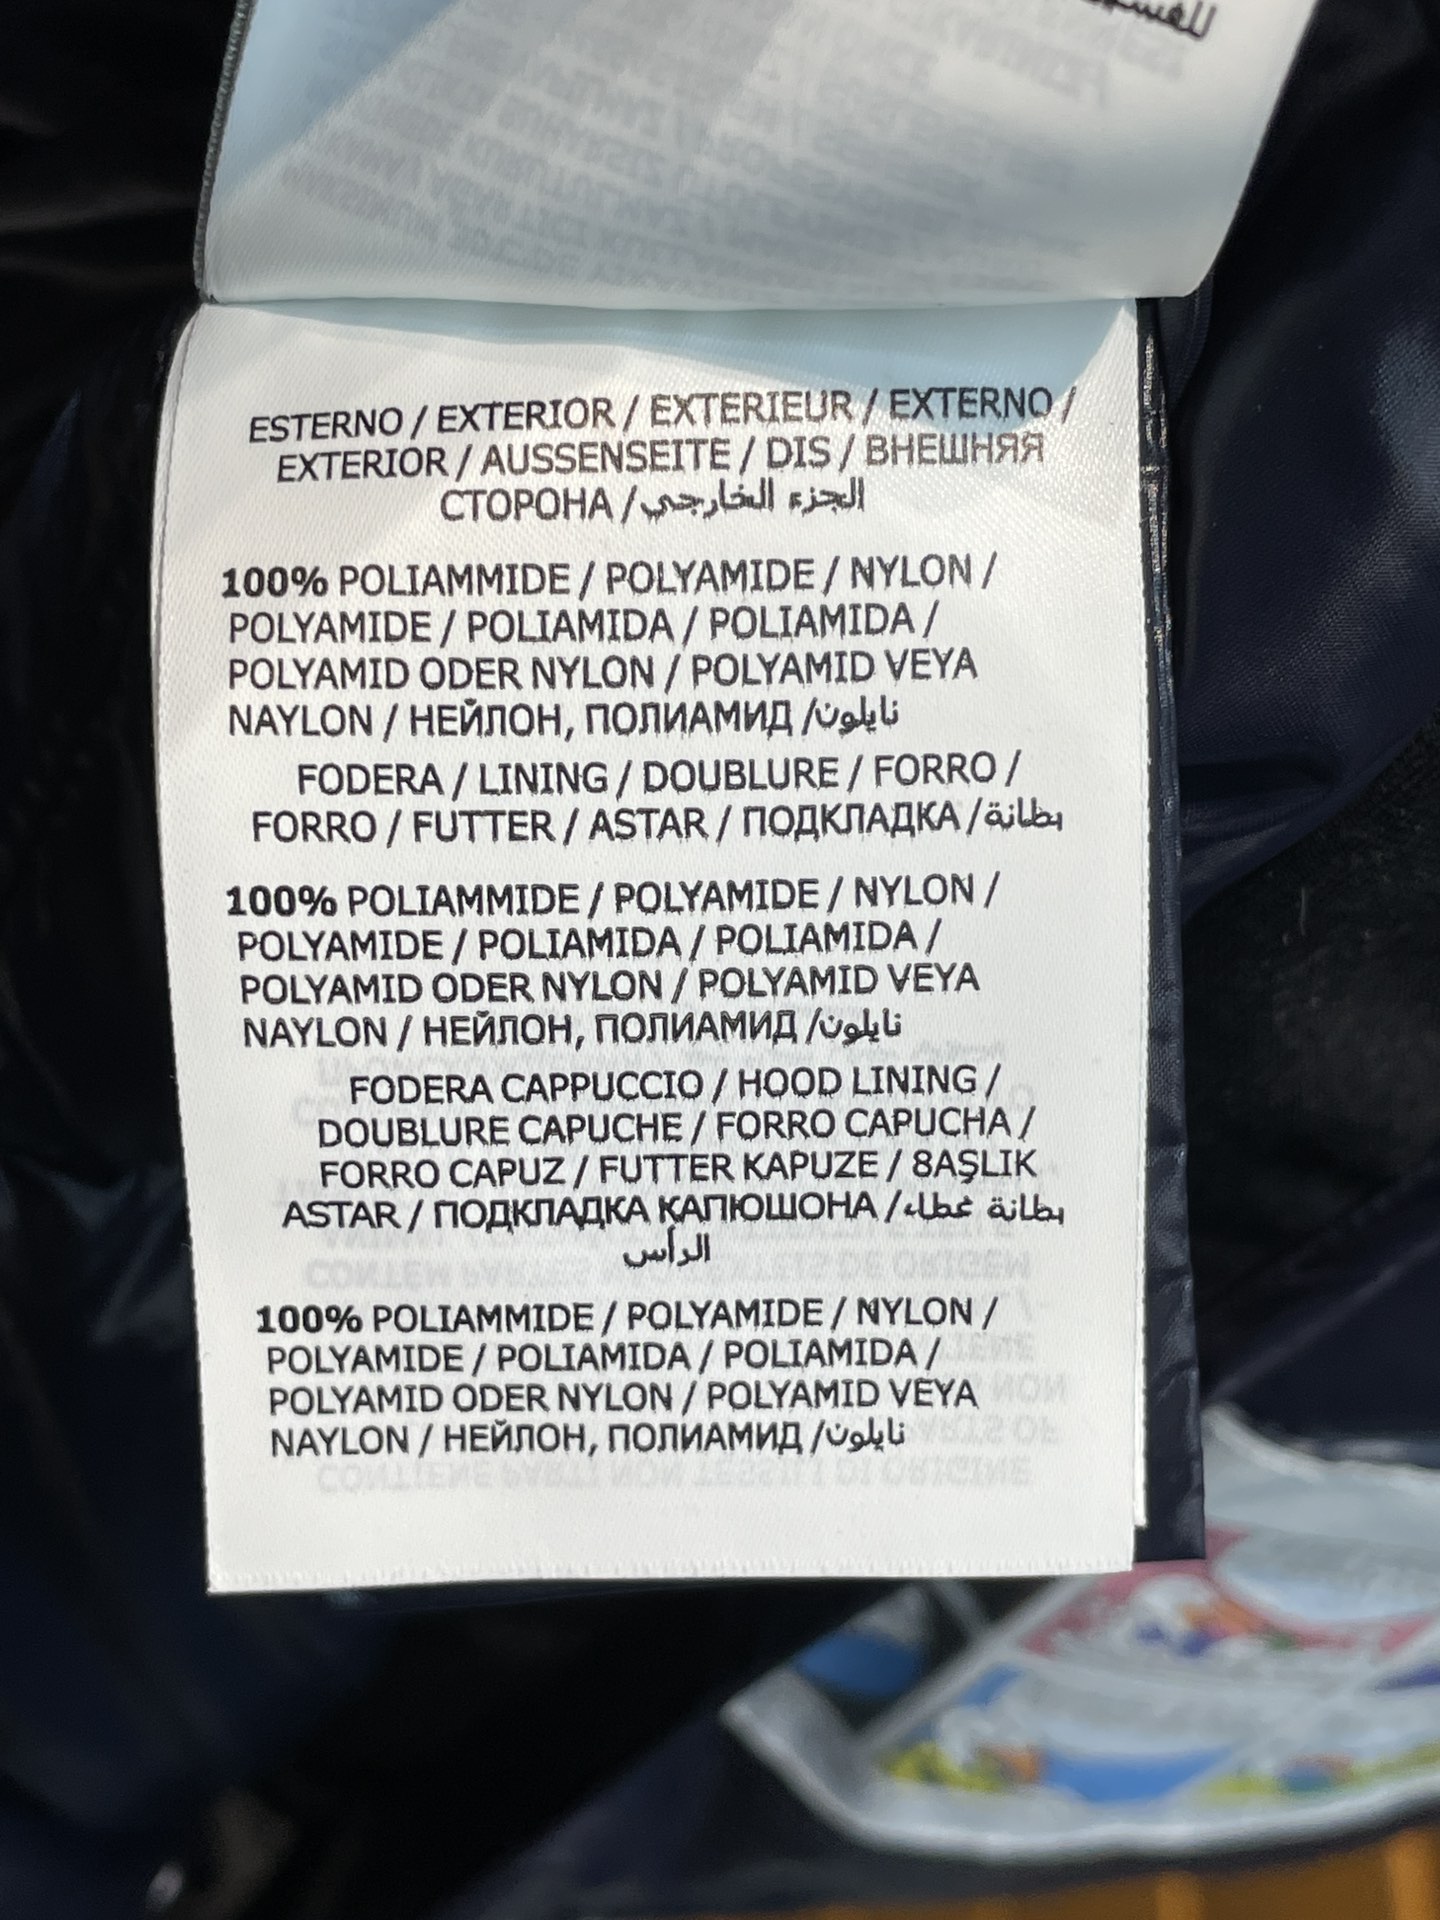 ESTERNO / EXTERIOR / EXTERIEUR / EXTERNO /
EXTERIOR / AUSSENSEITE / DIS / ВНЕШНЯЯ
СТОРОНА / الجزء الخارجي
100% POLIAMMIDE / POLYAMIDE / NYLON /
POLYAMIDE / POLIAMIDA / POLIAMIDA /
POLYAMID ODER NYLON / POLYAMID VEYA
NAYLON / НЕЙЛОН, ПОЛИАМИД / نايلون
FODERA / LINING / DOUBLURE / FORRO /
FORRO / FUTTER / ASTAR / ПОДКЛАДКА / بطانة
100% POLIAMMIDE / POLYAMIDE / NYLON /
POLYAMIDE / POLIAMIDA / POLIAMIDA /
POLYAMID ODER NYLON / POLYAMID VEYA
NAYLON / НЕЙЛОН, ПОЛИАМИД / نايلون
FODERA CAPPUCCIO / HOOD LINING /
DOUBLURE CAPUCHE / FORRO CAPUCHA /
FORRO CAPUZ / FUTTER KAPUZE / 8AŞLIK
ASTAR / ПОДКЛАДКА КАПЮШОНА / بطانة غطاء
الرأس
100% POLIAMMIDE / POLYAMIDE / NYLON /
POLYAMIDE / POLIAMIDA / POLIAMIDA /
POLYAMID ODER NYLON / POLYAMID VEYA
NAYLON / НЕЙЛОН, ПОЛИАМИД / نايلون